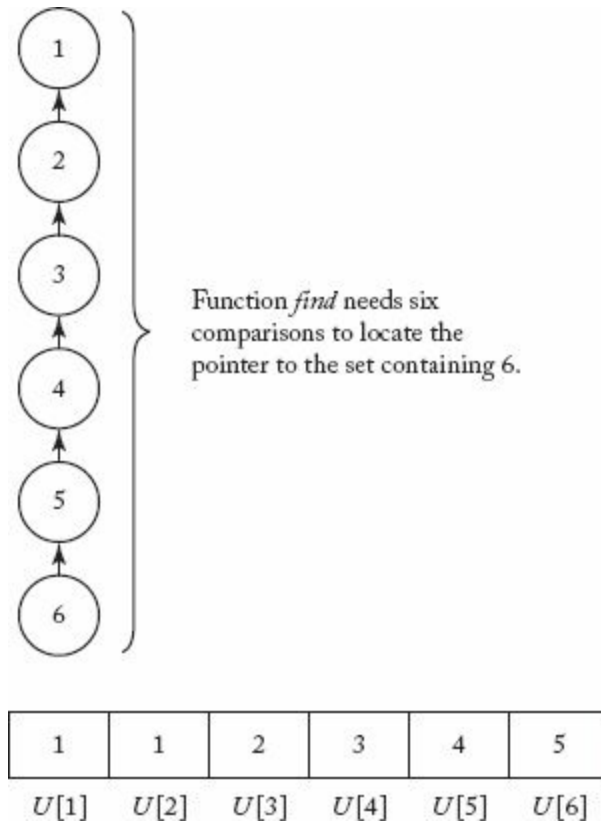 1
2
3
4
5
6
Function find needs six
comparisons to locate the
pointer to the set containing 6.
1 1 2 3 4 5
U[1] U[2] U[3] U[4] U[5] U[6]